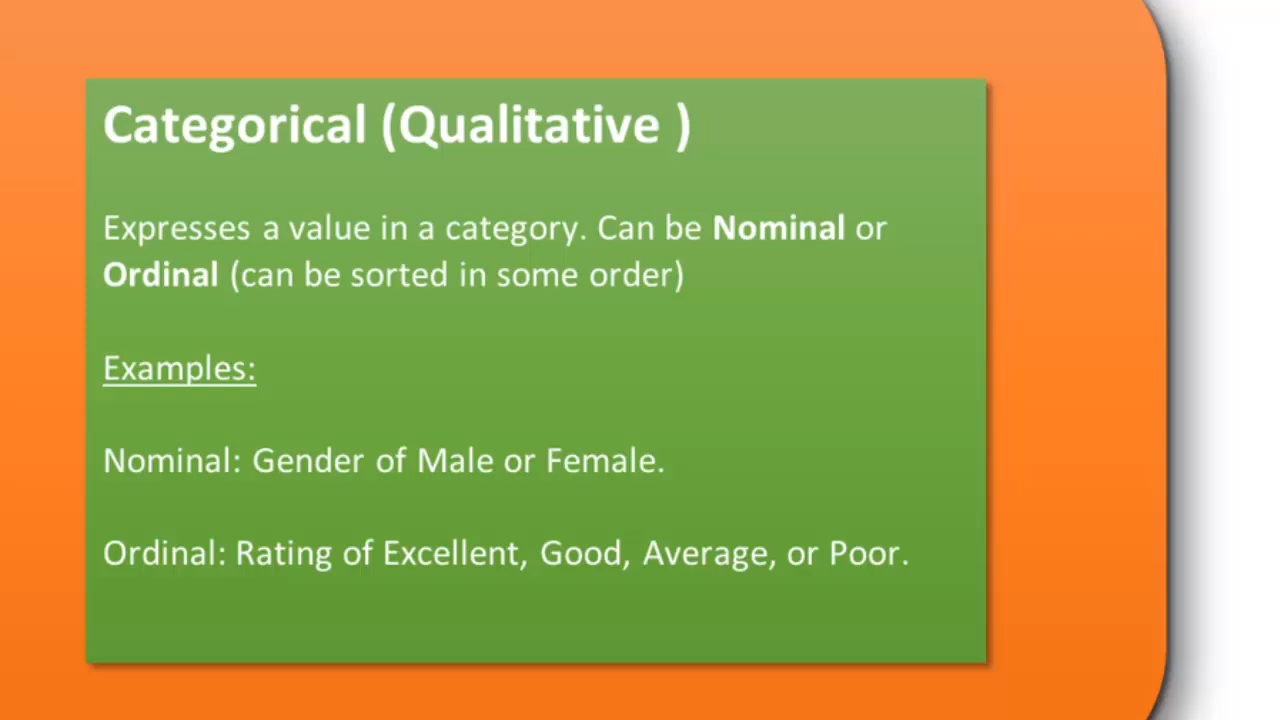 Categorical (Qualitative )
Expresses a value in a category. Can be Nominal or
Ordinal (can be sorted in some order)
Examples:
Nominal: Gender of Male or Female.
Ordinal: Rating of Excellent, Good, Average, or Poor.